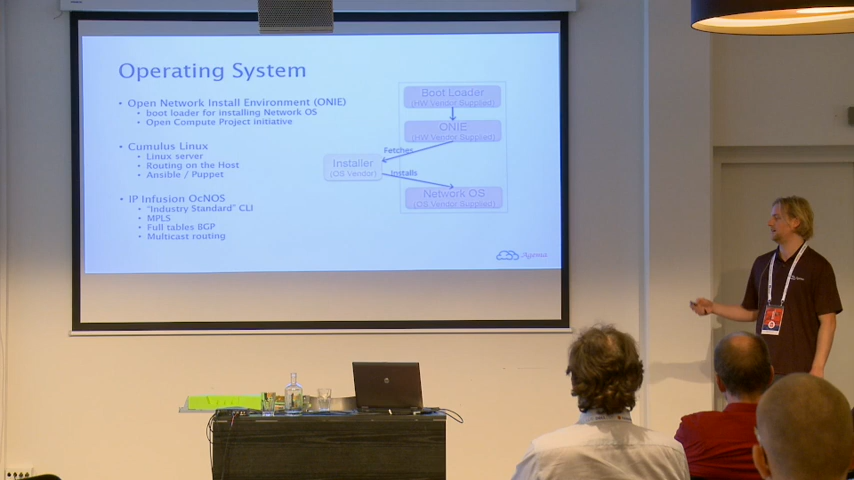 Operating System
• Open Network Install Environment (ONIE)
• boot loader for installing Network OS
• Open Compute Project initiative
• Cumulus Linux
• Linux server
• Routing on the Host
• Ansible / Puppet
• IP Infusion OcNOS
• "Industry Standard" CLI
• MPLS
• Full tables BGP
• Multicast routing
Boot Loader
(HW Vendor Supplied)
ONIE
(HW Vendor Supplied)
Fetches
Installer
(OS Vendor)
Installs
Network OS
(OS Vendor Supplied)